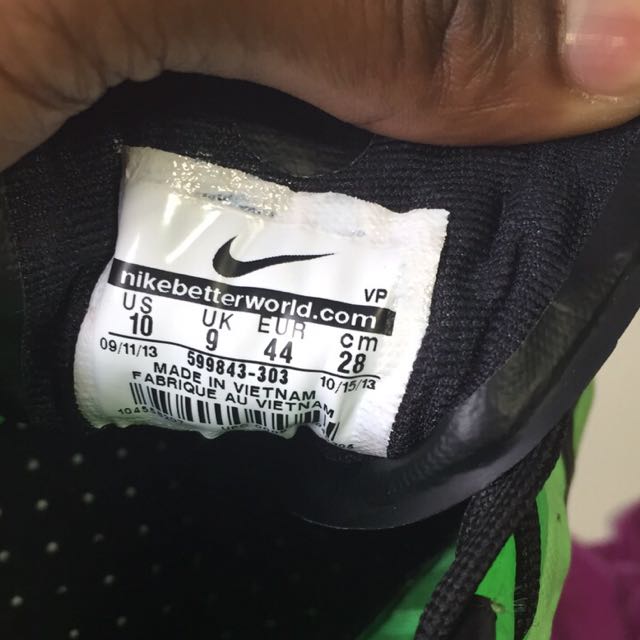 VP
nikebetterworld.com
US UK EUR cm
10 9 44 28
09/11/13 599843-303 10/15/13
MADE IN VIETNAM
FABRIQUE AU VIETNAM